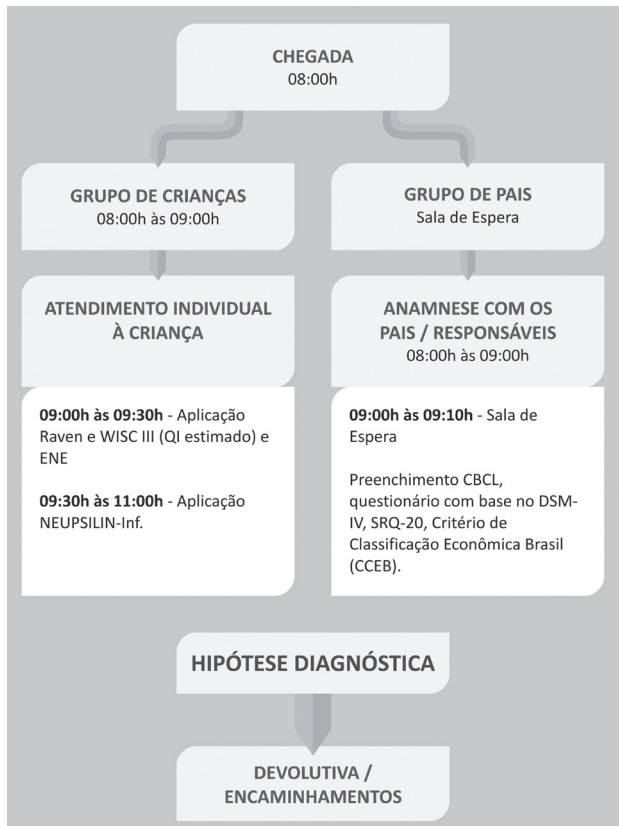 CHEGADA
08:00h
GRUPO DE CRIANÇAS
08:00h às 09:00h
GRUPO DE PAIS
Sala de Espera
ATENDIMENTO INDIVIDUAL
À CRIANÇA
09:00h às 09:30h - Aplicação
Raven e WISC III (QI estimado) e
ENE
09:30h às 11:00h - Aplicação
NEUPSILIN-Inf.
ANAMNESE COM OS
PAIS / RESPONSÁVEIS
08:00h às 09:00h
09:00h às 09:10h - Sala de
Espera
Preenchimento CBCL,
questionário com base no DSM-
IV, SRQ-20, Critério de
Classificação Econômica Brasil
(CCEB).
HIPÓTESE DIAGNÓSTICA
DEVOLUTIVA /
ENCAMINHAMENTOS